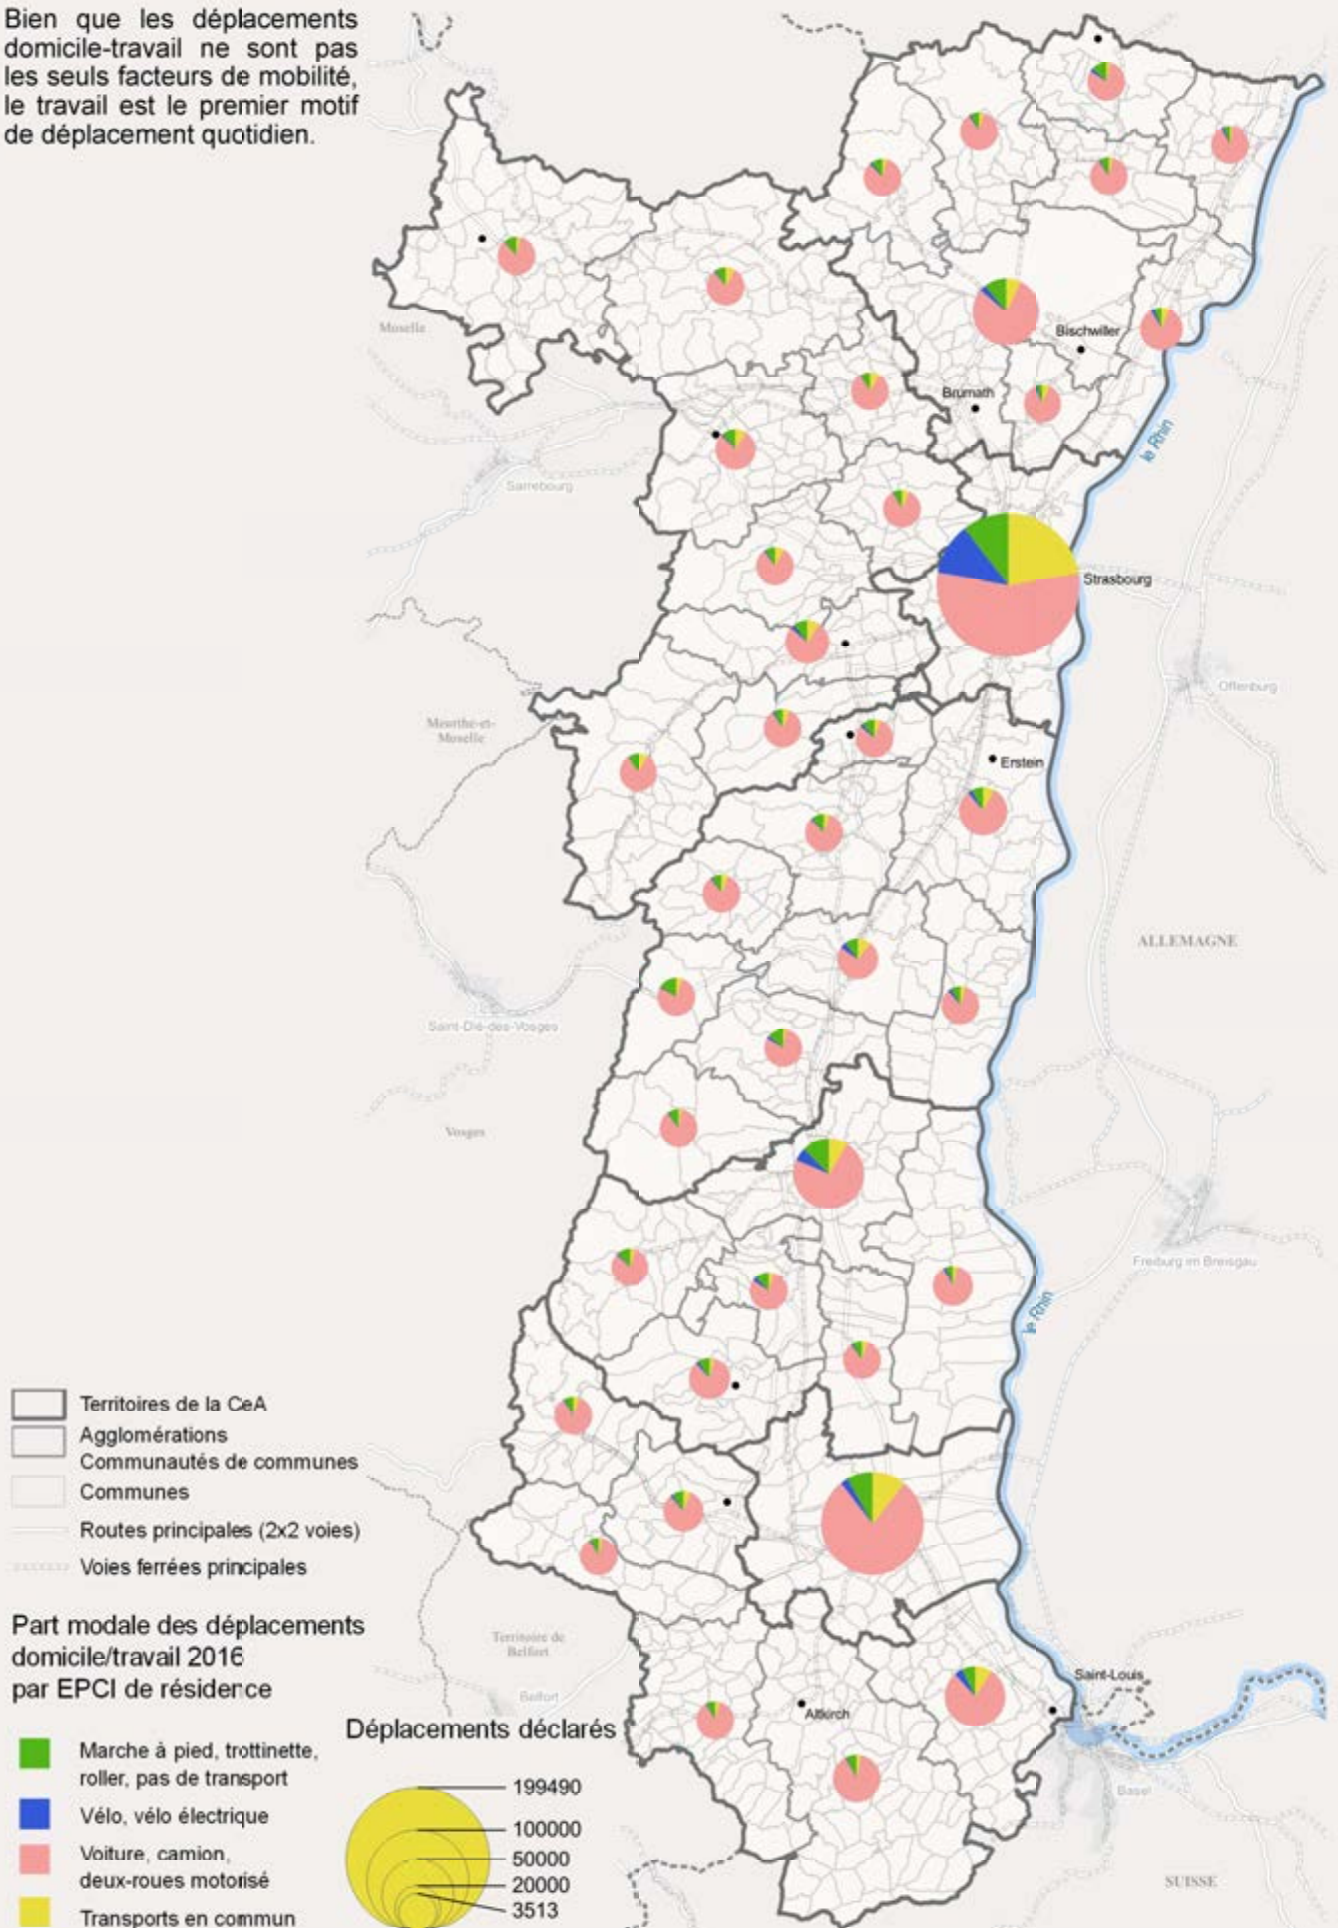 Bien que les déplacements
domicile-travail ne sont pas
les seuls facteurs de mobilité,
le travail est le premier motif
de déplacement quotidien.
Moselle
Bischwiller
Brumath
le Rhin
Sarrebourg
Strasbourg
Offenburg
Meurthe-et-
Moselle
Erstein
ALLEMAGNE
Saint-Dié-des-Vosges
Vosges
Freiburg im Breisgau
le Rhin
Territoires de la CeA
Agglomérations
Communautés de communes
Communes
Routes principales (2x2 voies)
Voies ferrées principales
Part modale des déplacements
domicile/travail 2016
par EPCI de résidence
Marche à pied, trottinette,
roller, pas de transport
Vélo, vélo électrique
Voiture, camion,
deux-roues motorisé
Transports en commun
Déplacements déclarés
199490
100000
50000
20000
3513
Territoire de
Belfort
Belfort
Altkirch
Saint-Louis
Basel
SUISSE